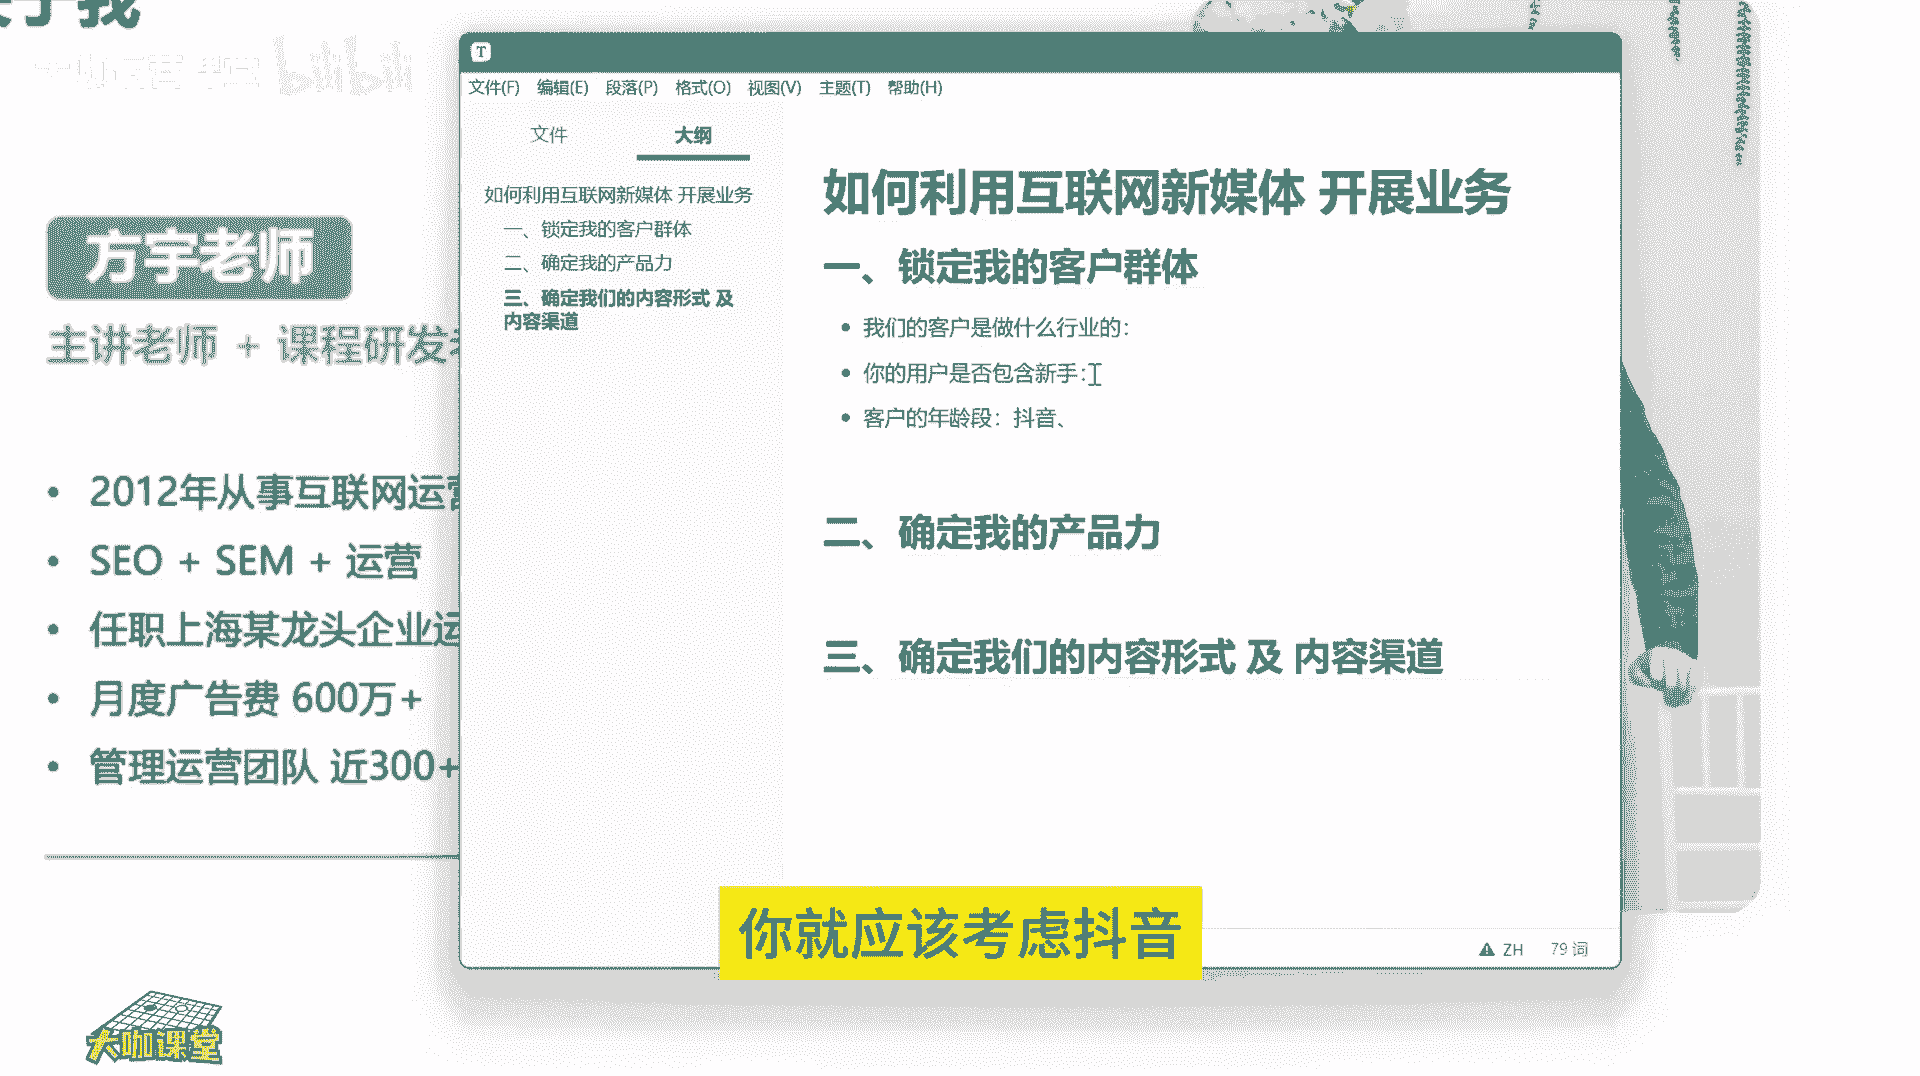 于我
bilibili
方宇老师
主讲老师 + 课程研发
2012年从事互联网运营
SEO + SEM + 运营
任职上海某龙头企业运
月度广告费 600万+
管理运营团队 近300+
大咖课堂
T
文件(F) 编辑(E) 段落(P) 格式(O) 视图(V) 主题(T) 帮助(H)
文件 大纲
如何利用互联网新媒体 开展业务
一、锁定我的客户群体
二、确定我的产品力
三、确定我们的内容形式 及
内容渠道
如何利用互联网新媒体 开展业务
一、锁定我的客户群体
我们的客户是做什么行业的：
你的用户是否包含新手：
客户的年龄段：抖音、
二、确定我的产品力
三、确定我们的内容形式 及 内容渠道
ZH 79 词
你就应该考虑抖音